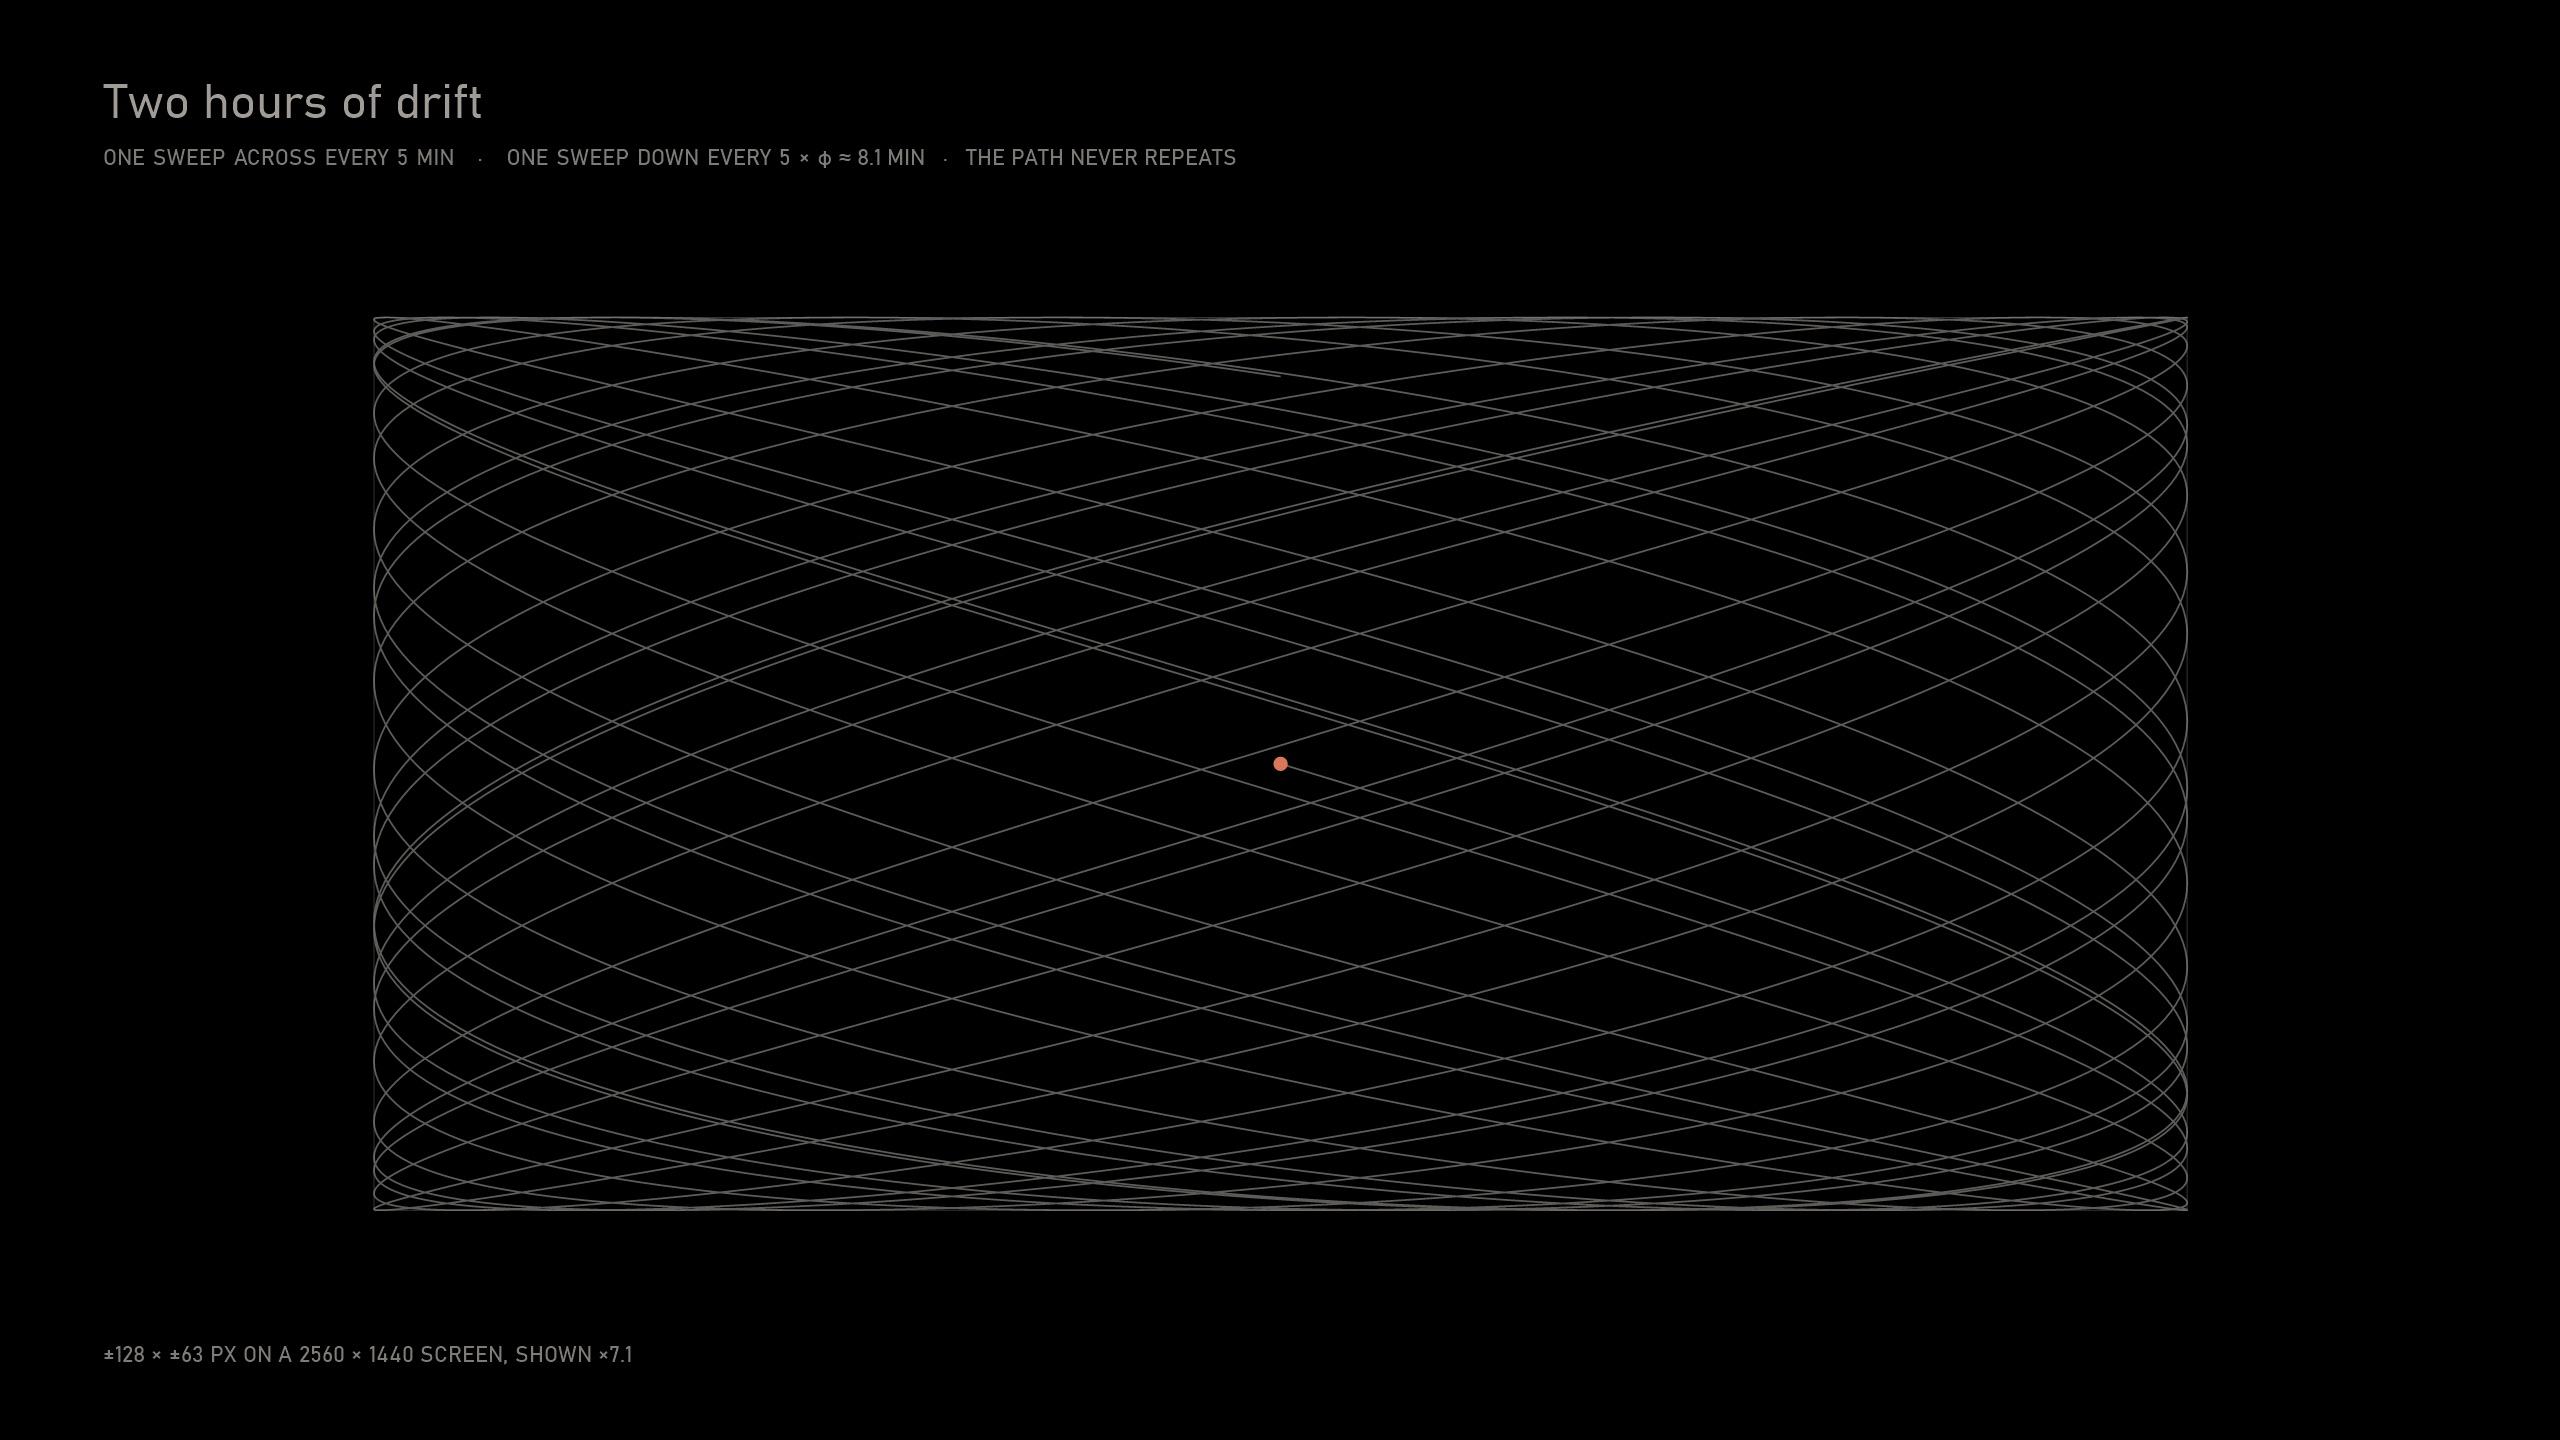 Two hours of drift
ONE SWEEP ACROSS EVERY 5 MIN · ONE SWEEP DOWN EVERY 5 × ϕ ≈ 8.1 MIN · THE PATH NEVER REPEATS
±128 × ±63 PX ON A 2560 × 1440 SCREEN, SHOWN ×7.1